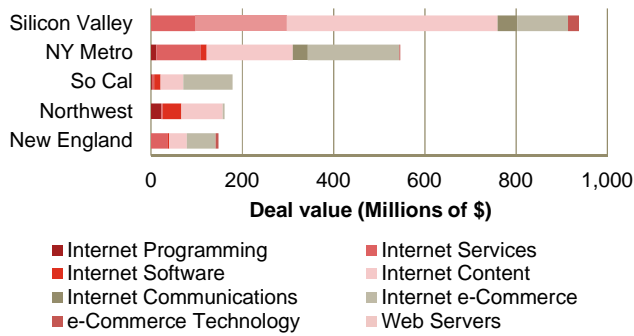 Silicon Valley
NY Metro
So Cal
Northwest
New England
0 200 400 600 800 1,000
Deal value (Millions of $)
Internet Programming Internet Services
Internet Software Internet Content
Internet Communications Internet e-Commerce
e-Commerce Technology Web Servers